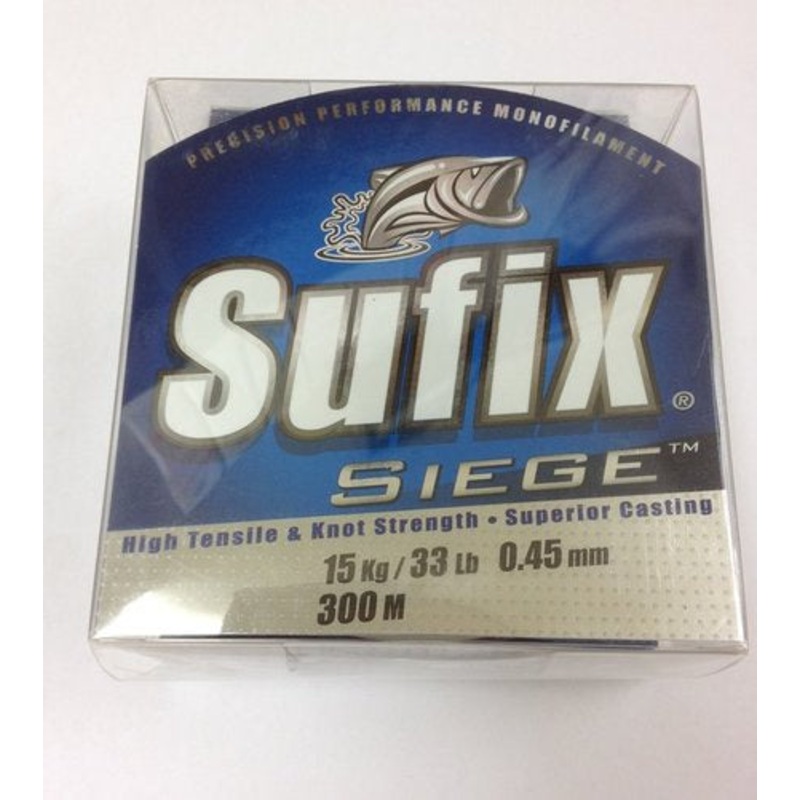 PRECISION PERFORMANCE MONOFILAMENT
Sufix®
SIEGE™
High Tensile & Knot Strength • Superior Casting
15 Kg / 33 Lb 0.45 mm
300 M